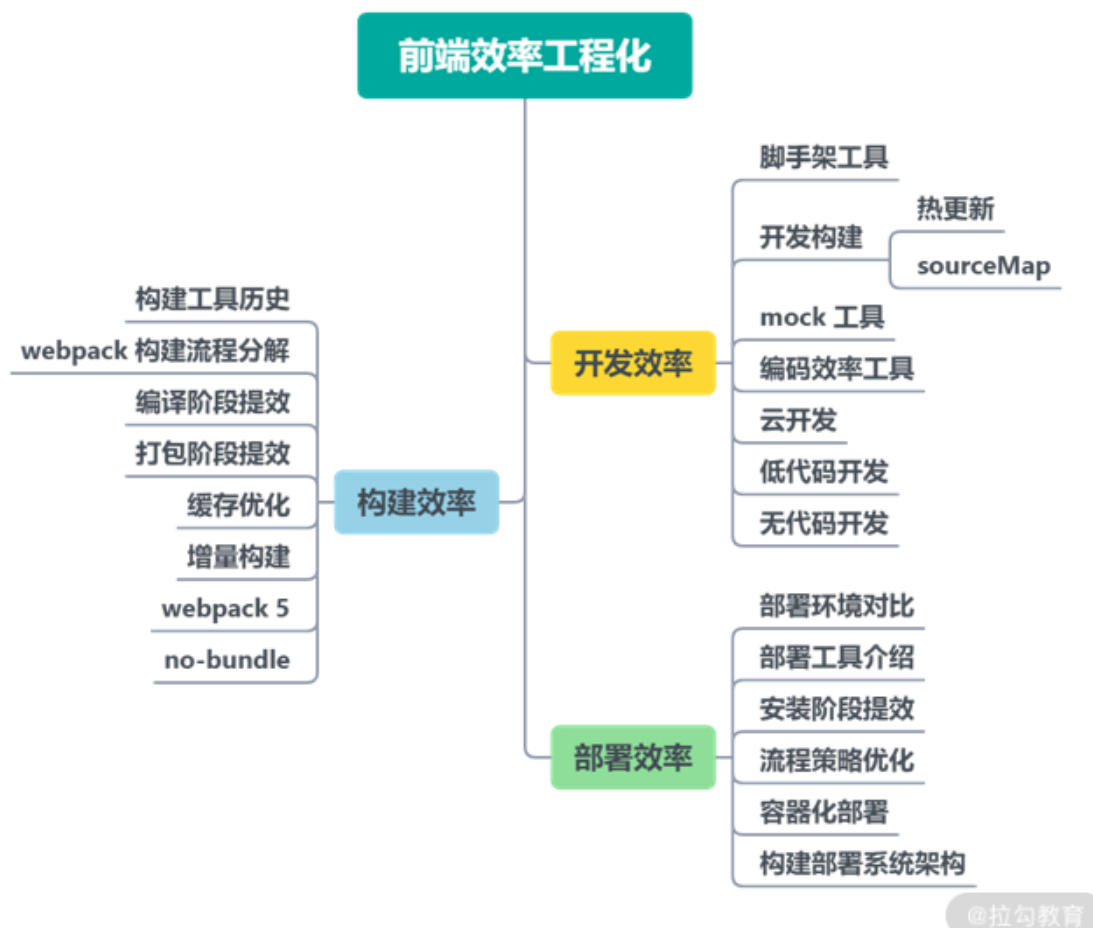 前端效率工程化
开发效率
脚手架工具
开发构建
热更新
sourceMap
mock 工具
编码效率工具
云开发
低代码开发
无代码开发
构建效率
构建工具历史
webpack 构建流程分解
编译阶段提效
打包阶段提效
缓存优化
增量构建
webpack 5
no-bundle
部署效率
部署环境对比
部署工具介绍
安装阶段提效
流程策略优化
容器化部署
构建部署系统架构
@拉勾教育